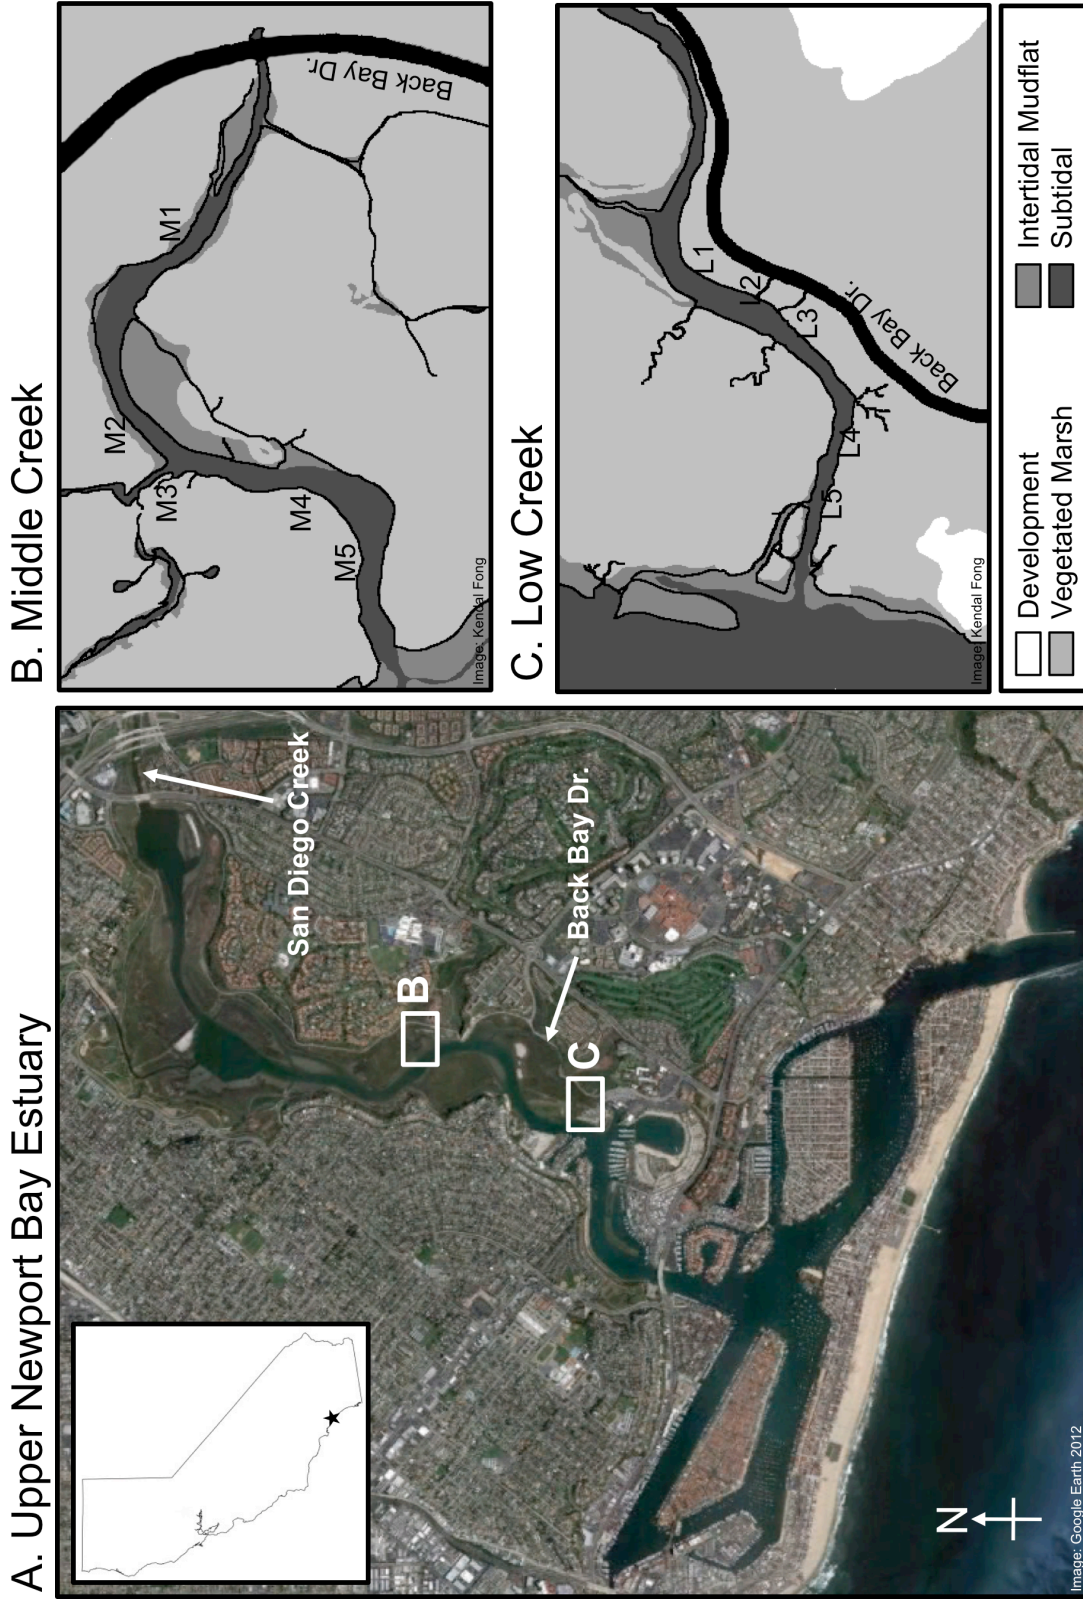 A. Upper Newport Bay Estuary
San Diego Creek
B
Back Bay Dr.
C
N
Image: Google Earth 2012
B. Middle Creek
M1
M2
M3
M4
M5
Back Bay Dr.
Image: Kendal Fong
C. Low Creek
L1
L2
L3
L4
L5
Back Bay Dr.
Image: Kendal Fong
Development
Vegetated Marsh
Intertidal Mudflat
Subtidal